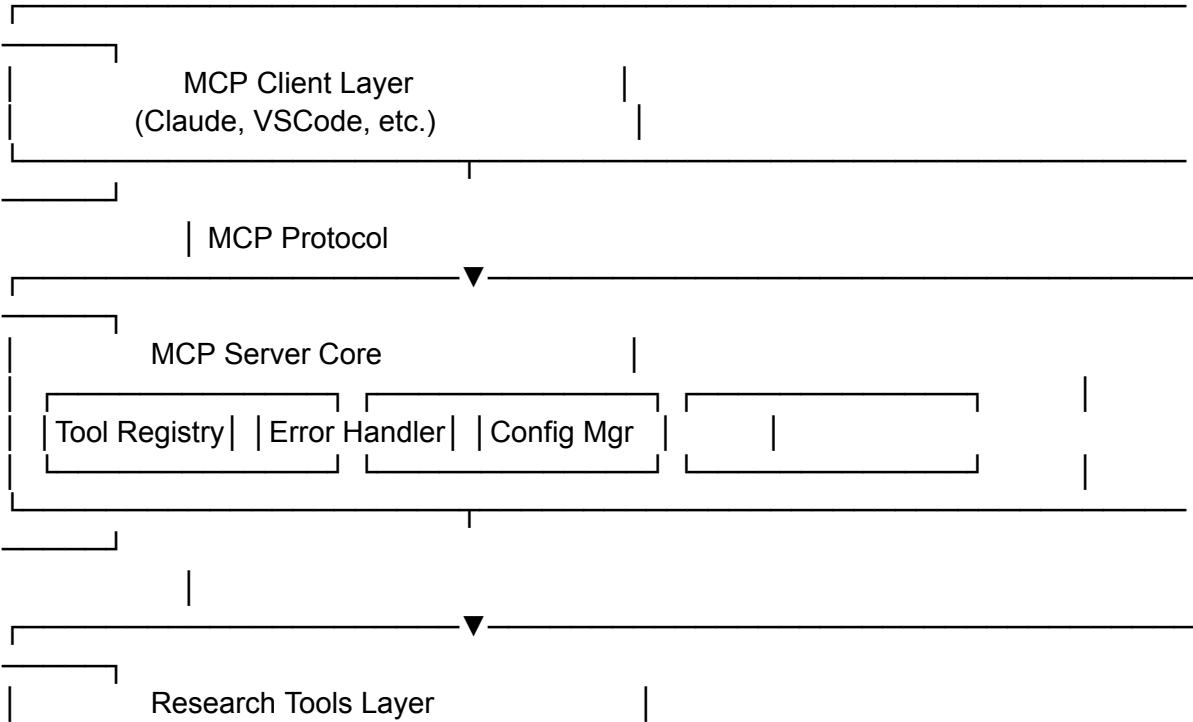 MCP Client Layer
(Claude, VSCode, etc.)
MCP Protocol
MCP Server Core
Tool Registry Error Handler Config Mgr
Research Tools Layer